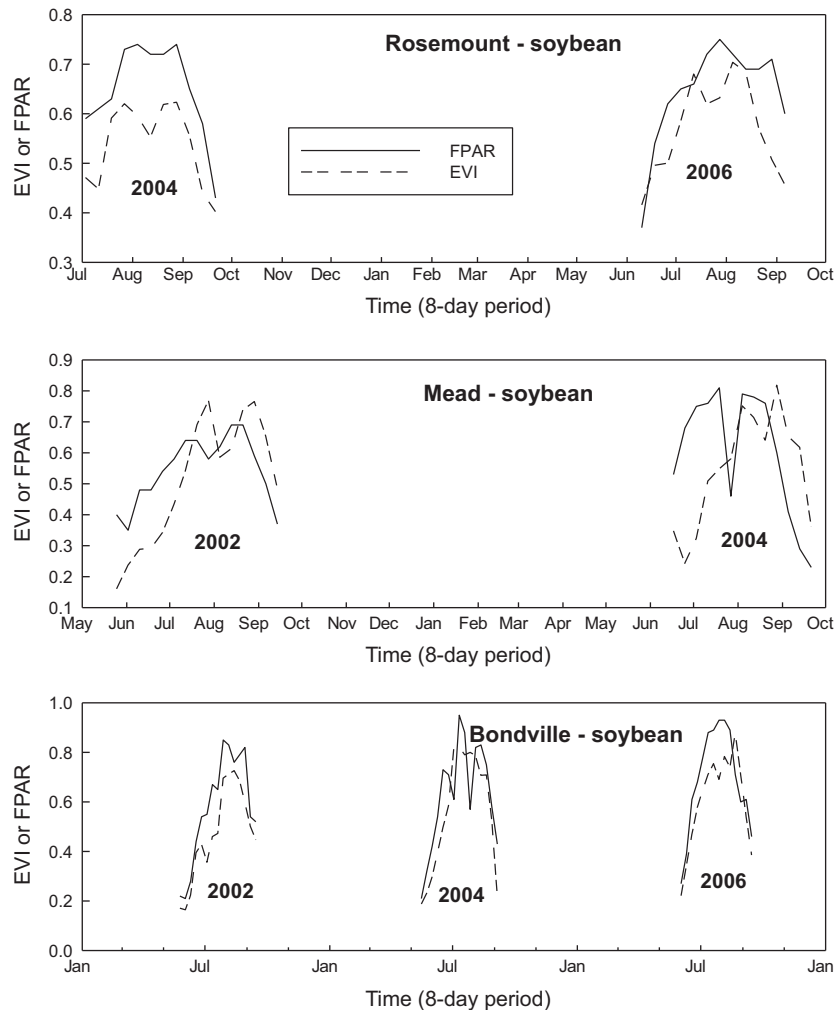 Rosemount - soybean
EVI or FPAR
0.8
0.7
0.6
0.5
0.4
0.3
FPAR
EVI
2004
2006
Jul Aug Sep Oct Nov Dec Jan Feb Mar Apr May Jun Jul Aug Sep Oct
Time (8-day period)
Mead - soybean
EVI or FPAR
0.9
0.8
0.7
0.6
0.5
0.4
0.3
0.2
0.1
2002
2004
May Jun Jul Aug Sep Oct Nov Dec Jan Feb Mar Apr May Jun Jul Aug Sep Oct
Time (8-day period)
Bondville - soybean
EVI or FPAR
1.0
0.8
0.6
0.4
0.2
0.0
2002
2004
2006
Jan Jul Jan Jul Jan Jul Jan
Time (8-day period)